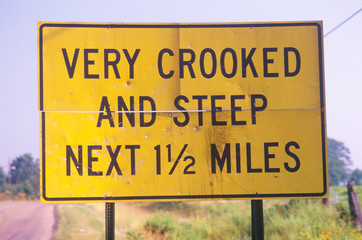 VERY CROOKED
AND STEEP
NEXT 1½ MILES